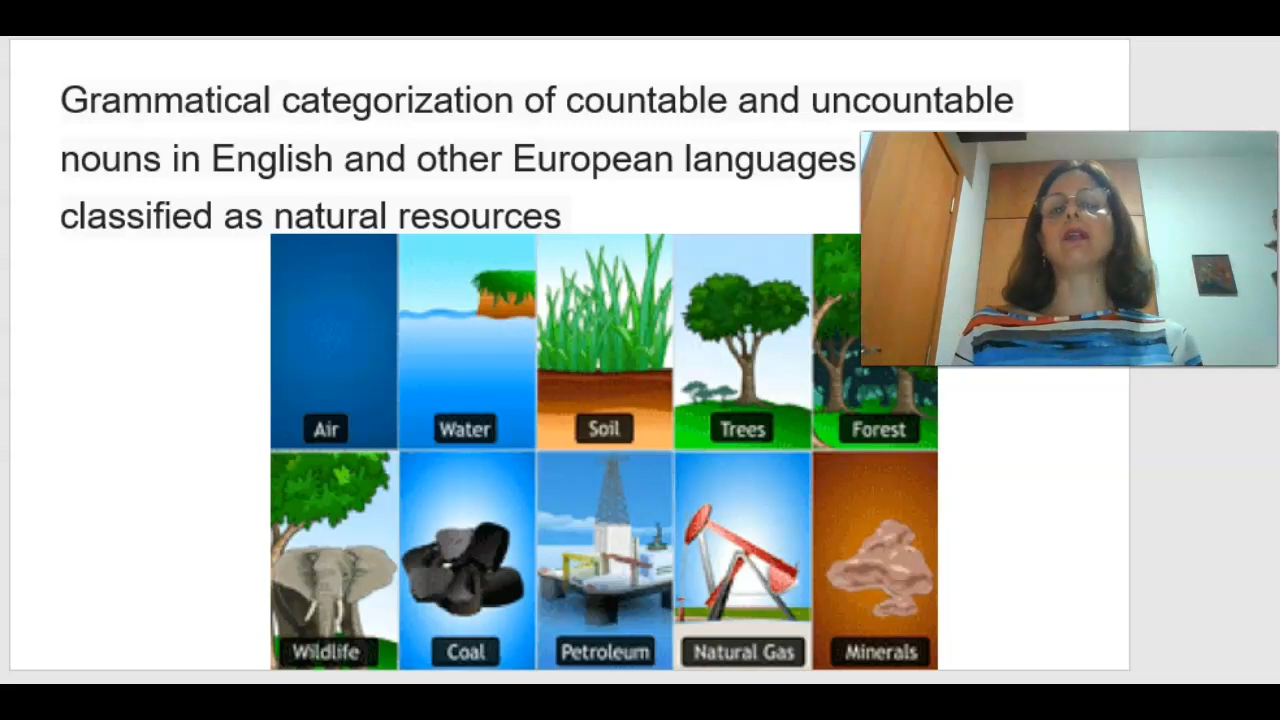 Grammatical categorization of countable and uncountable
nouns in English and other European languages
classified as natural resources
Air
Water
Soil
Trees
Forest
Wildlife
Coal
Petroleum
Natural Gas
Minerals